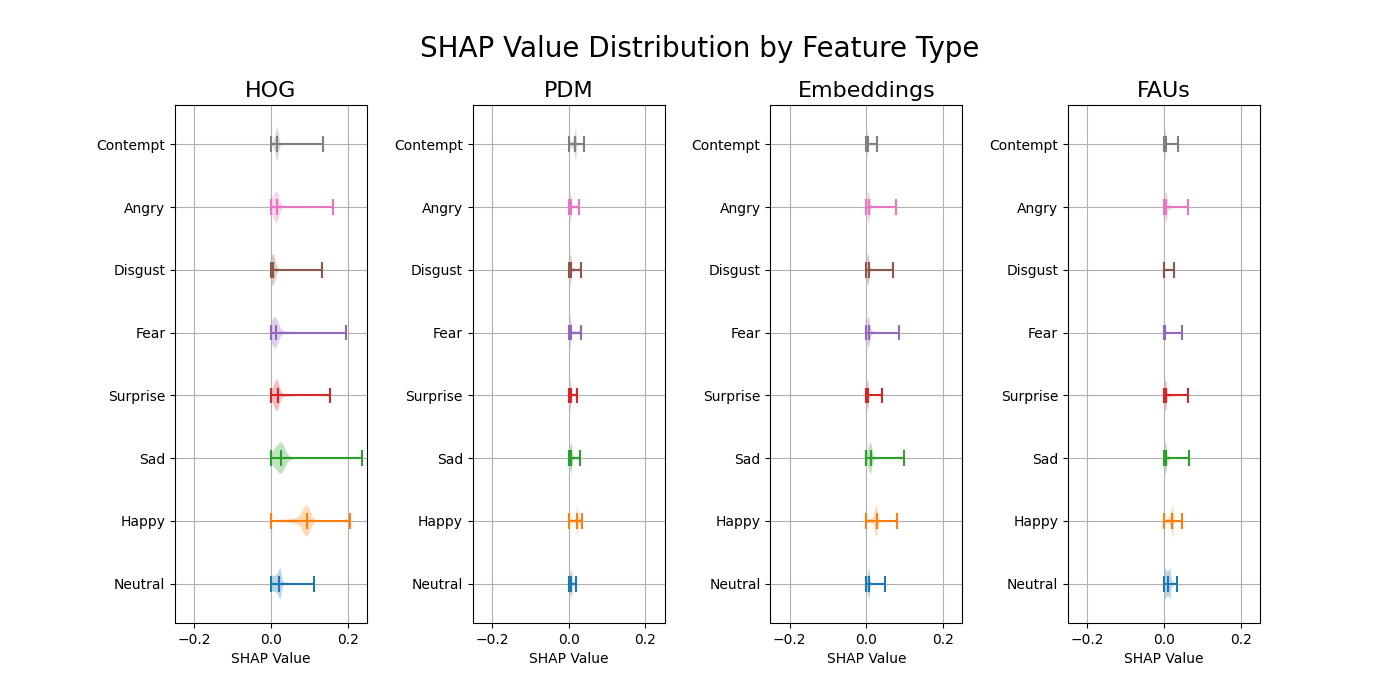 SHAP Value Distribution by Feature Type
HOG
Contempt
Angry
Disgust
Fear
Surprise
Sad
Happy
Neutral
−0.2 0.0 0.2
SHAP Value
PDM
Contempt
Angry
Disgust
Fear
Surprise
Sad
Happy
Neutral
−0.2 0.0 0.2
SHAP Value
Embeddings
Contempt
Angry
Disgust
Fear
Surprise
Sad
Happy
Neutral
−0.2 0.0 0.2
SHAP Value
FAUs
Contempt
Angry
Disgust
Fear
Surprise
Sad
Happy
Neutral
−0.2 0.0 0.2
SHAP Value